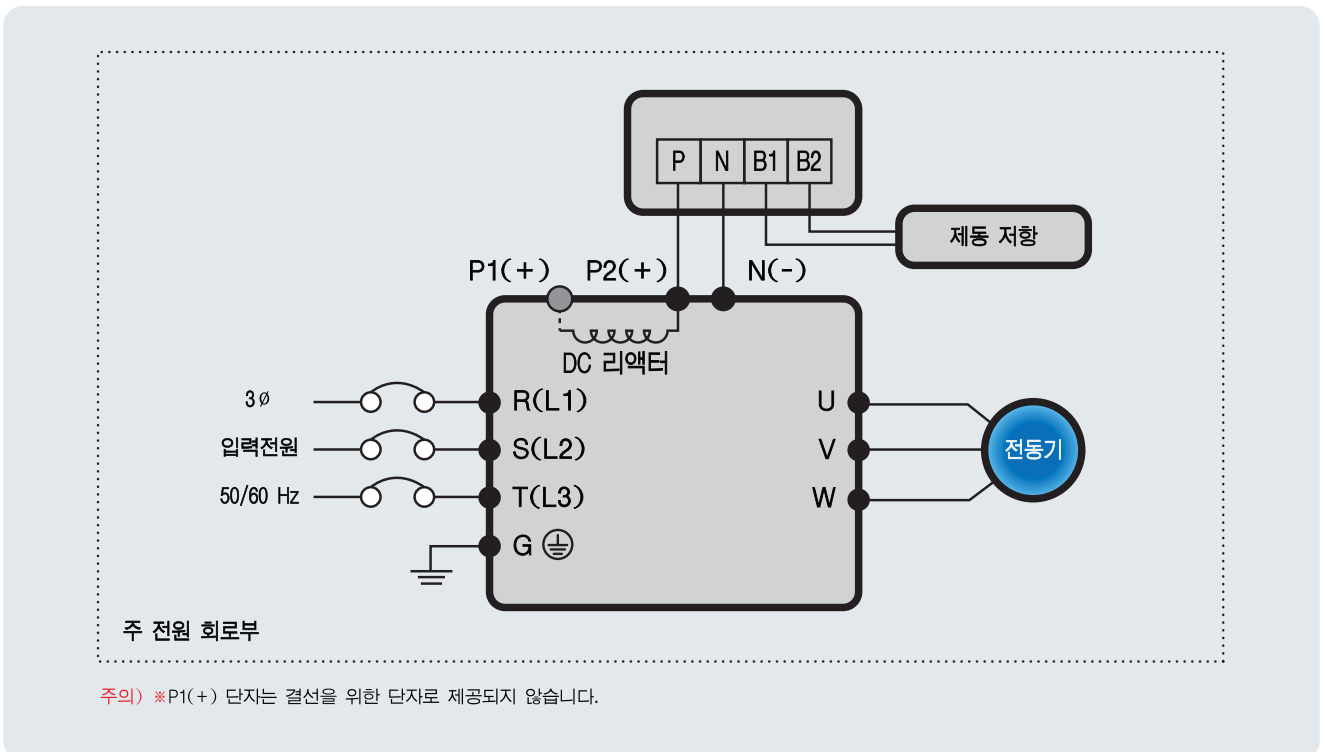 P N B1 B2
제동 저항
P1(+) P2(+) N(-)
DC 리액터
3ø R(L1) U
입력전원 S(L2) V 전동기
50/60 Hz T(L3) W
G
주 전원 회로부
주의) ※P1(+) 단자는 결선을 위한 단자로 제공되지 않습니다.